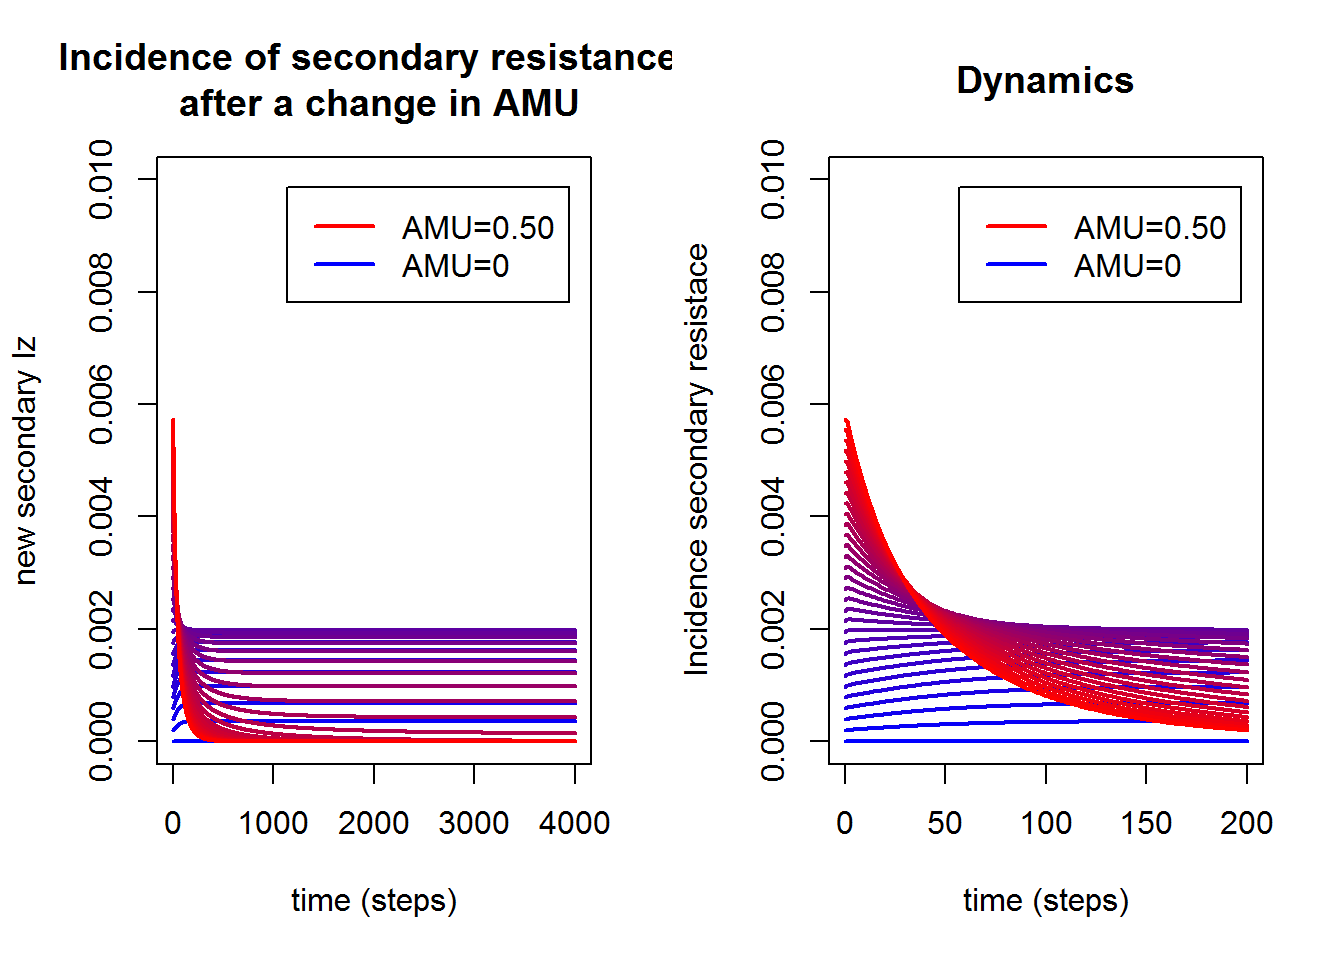 Incidence of secondary resistance
after a change in AMU
new secondary Iz
0.000
0.002
0.004
0.006
0.008
0.010
AMU=0.50
AMU=0
0
1000
2000
3000
4000
time (steps)
Dynamics
Incidence secondary resistace
0.000
0.002
0.004
0.006
0.008
0.010
AMU=0.50
AMU=0
0
50
100
150
200
time (steps)